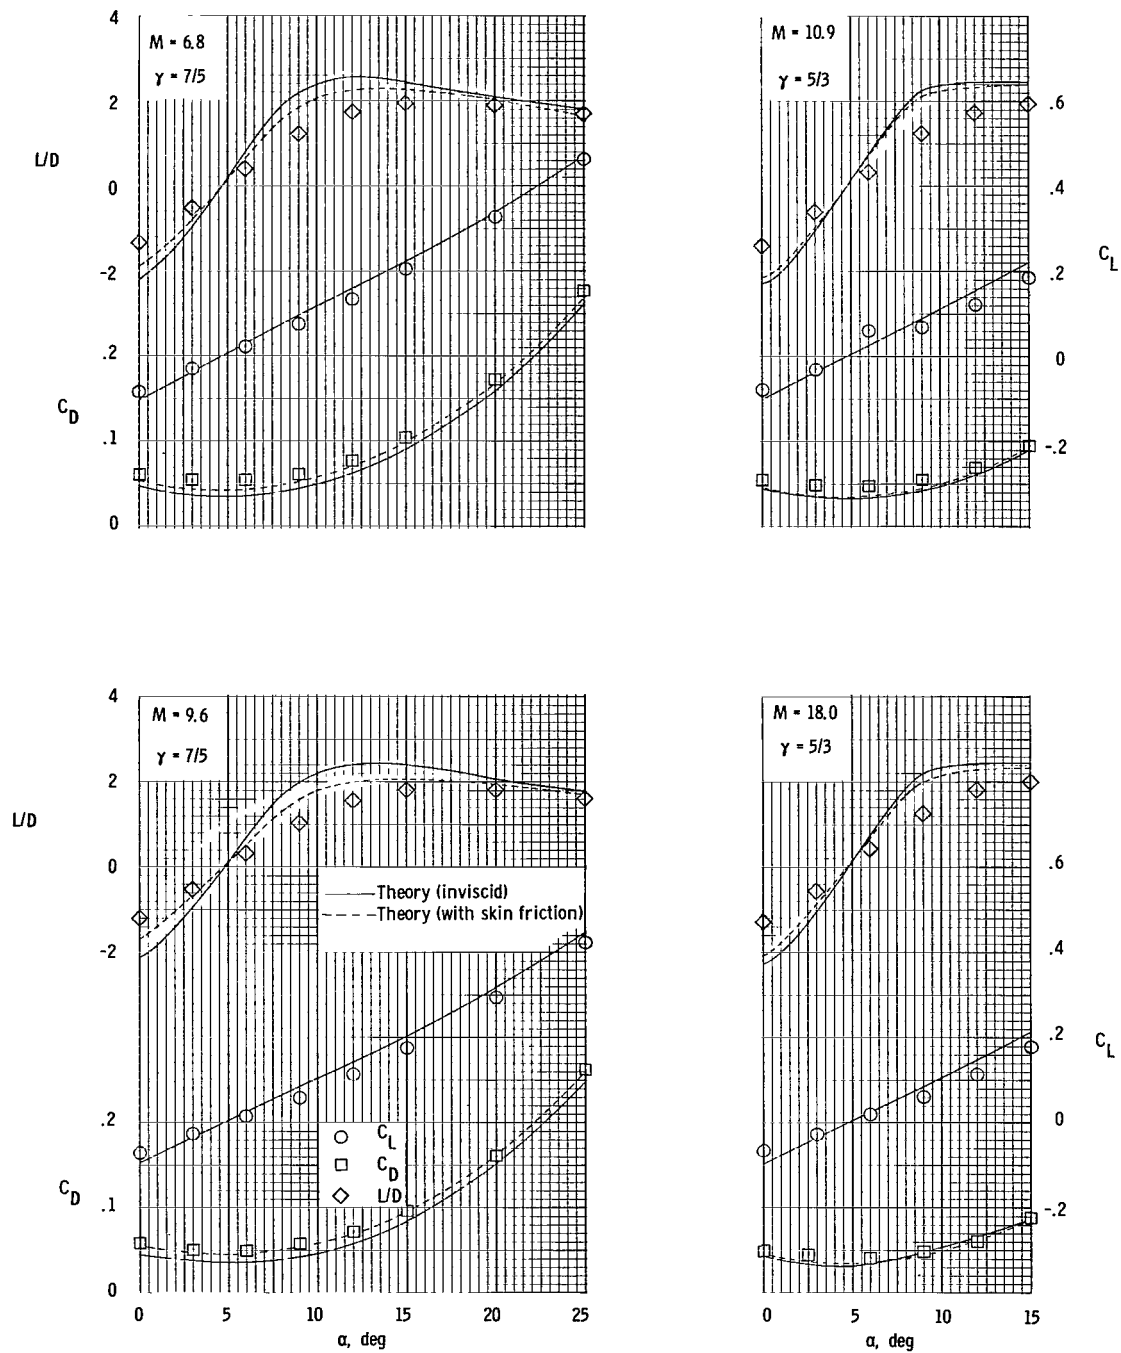 4
M = 6.8
γ = 7/5
2
L/D
0
-2
.2
C_D
.1
0
M = 10.9
γ = 5/3
.6
.4
.2
C_L
0
-.2
4
M = 9.6
γ = 7/5
2
L/D
0
Theory (inviscid)
Theory (with skin friction)
-2
.2
C_L
C_D
L/D
C_D
.1
0
0 5 10 15 20 25
α, deg
M = 18.0
γ = 5/3
.6
.4
.2
C_L
0
-.2
0 5 10 15
α, deg